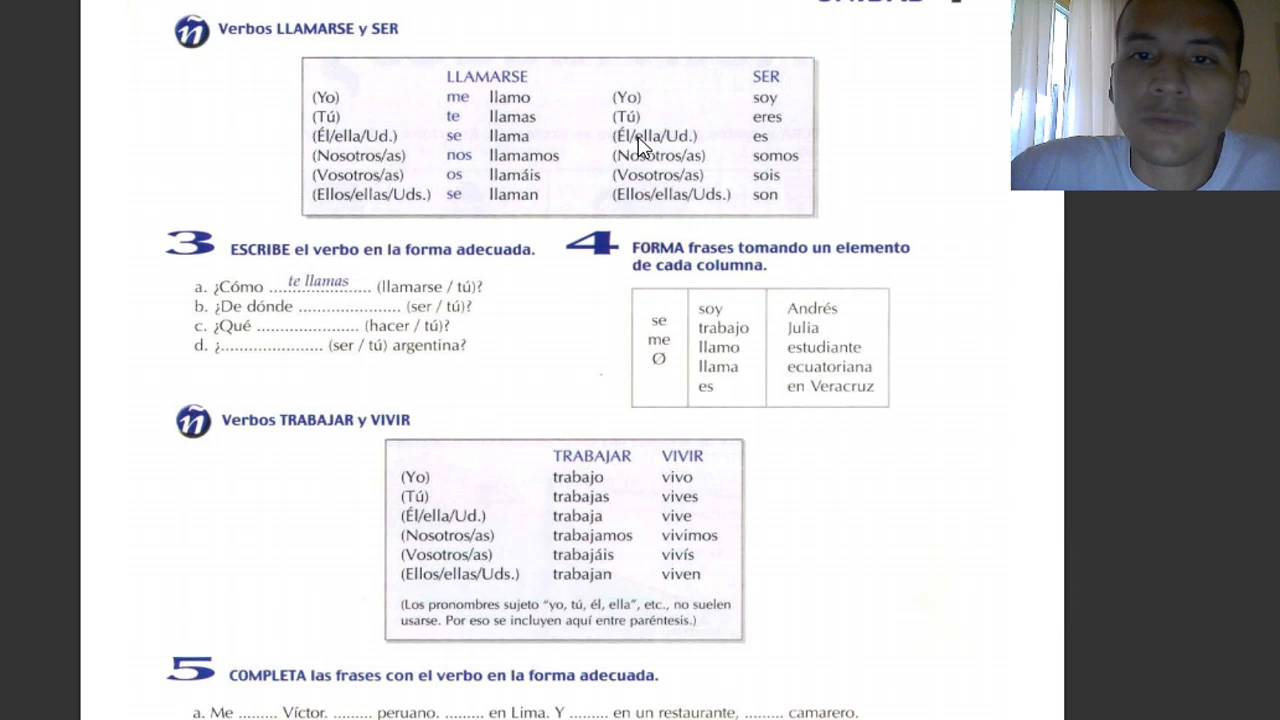 ñ Verbos LLAMARSE y SER
LLAMARSE SER
(Yo) me llamo (Yo) soy
(Tú) te llamas (Tú) eres
(Él/ella/Ud.) se llama (Él/ella/Ud.) es
(Nosotros/as) nos llamamos (Nosotros/as) somos
(Vosotros/as) os llamáis (Vosotros/as) sois
(Ellos/ellas/Uds.) se llaman (Ellos/ellas/Uds.) son
3 ESCRIBE el verbo en la forma adecuada.
a. ¿Cómo ...te llamas... (llamarse / tú)?
b. ¿De dónde ...................... (ser / tú)?
c. ¿Qué ...................... (hacer / tú)?
d. ¿...................... (ser / tú) argentina?
4 FORMA frases tomando un elemento
de cada columna.
se
me
Ø
soy
trabajo
llamo
llama
es
Andrés
Julia
estudiante
ecuatoriana
en Veracruz
ñ Verbos TRABAJAR y VIVIR
TRABAJAR VIVIR
(Yo) trabajo vivo
(Tú) trabajas vives
(Él/ella/Ud.) trabaja vive
(Nosotros/as) trabajamos vivimos
(Vosotros/as) trabajáis vivís
(Ellos/ellas/Uds.) trabajan viven
(Los pronombres sujeto "yo, tú, él, ella", etc., no suelen
usarse. Por eso se incluyen aquí entre paréntesis.)
5 COMPLETA las frases con el verbo en la forma adecuada.
a. Me ......... Víctor. ......... peruano. ......... en Lima. Y ......... en un restaurante, ......... camarero.